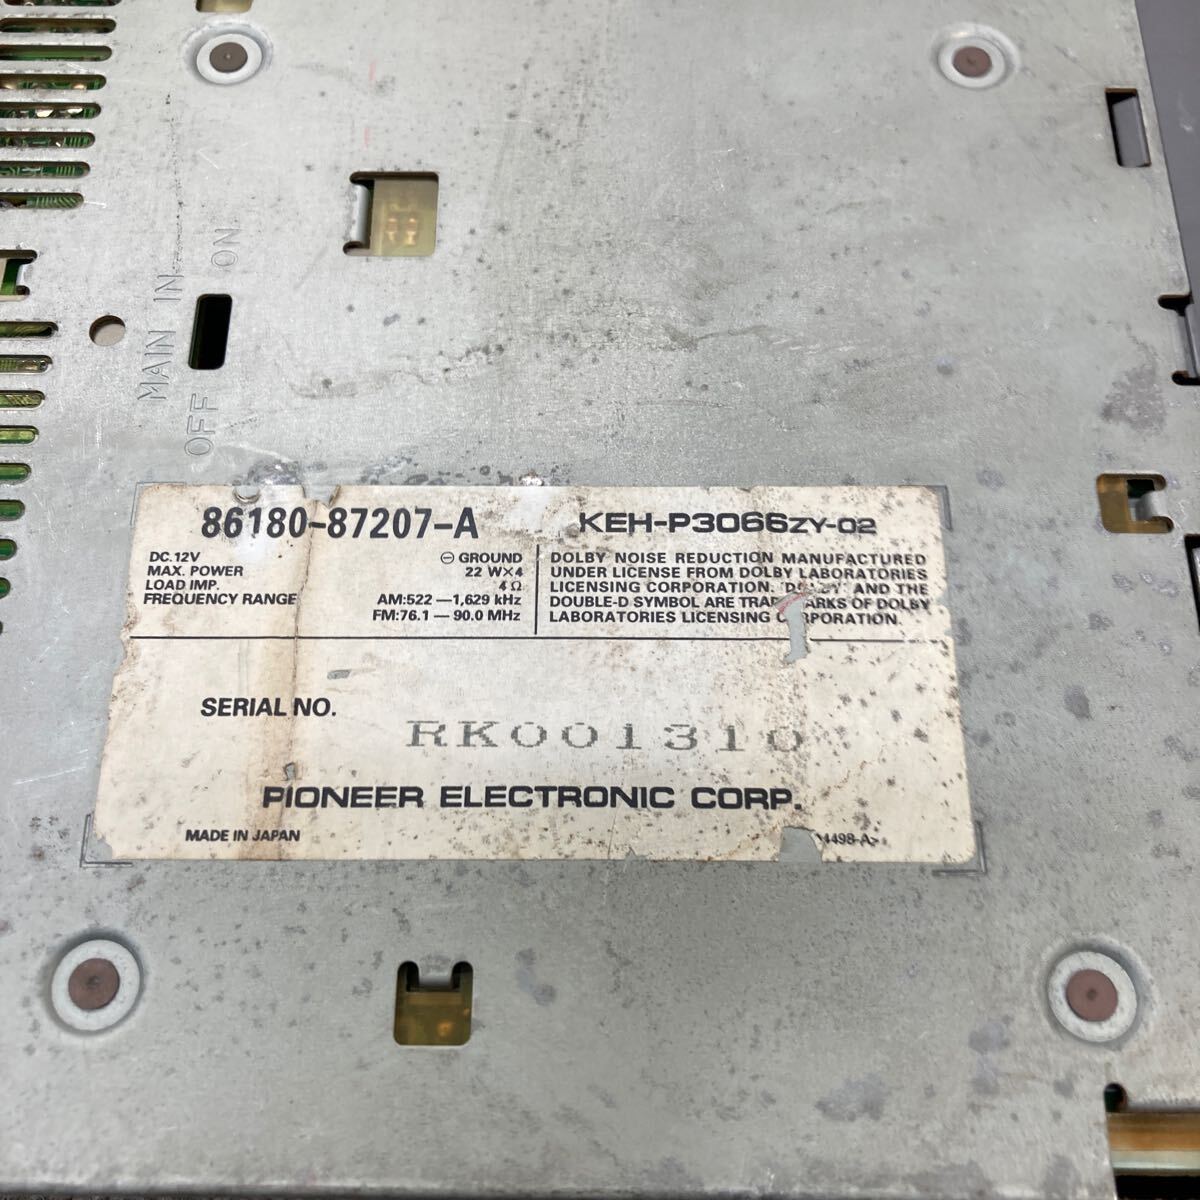 MAIN IN
OFF ON
86180-87207-A
KEH-P3066ZY-02
DC.12V ⊖ GROUND
MAX. POWER 22 W×4
LOAD IMP. 4 Ω
FREQUENCY RANGE AM:522—1,629 kHz
FM:76.1—90.0 MHz
DOLBY NOISE REDUCTION MANUFACTURED
UNDER LICENSE FROM DOLBY LABORATORIES
LICENSING CORPORATION. AND THE
DOUBLE-D SYMBOL ARE OF DOLBY
LABORATORIES LICENSING
SERIAL NO.
RK001310
PIONEER ELECTRONIC CORP.
MADE IN JAPAN
4498-A>